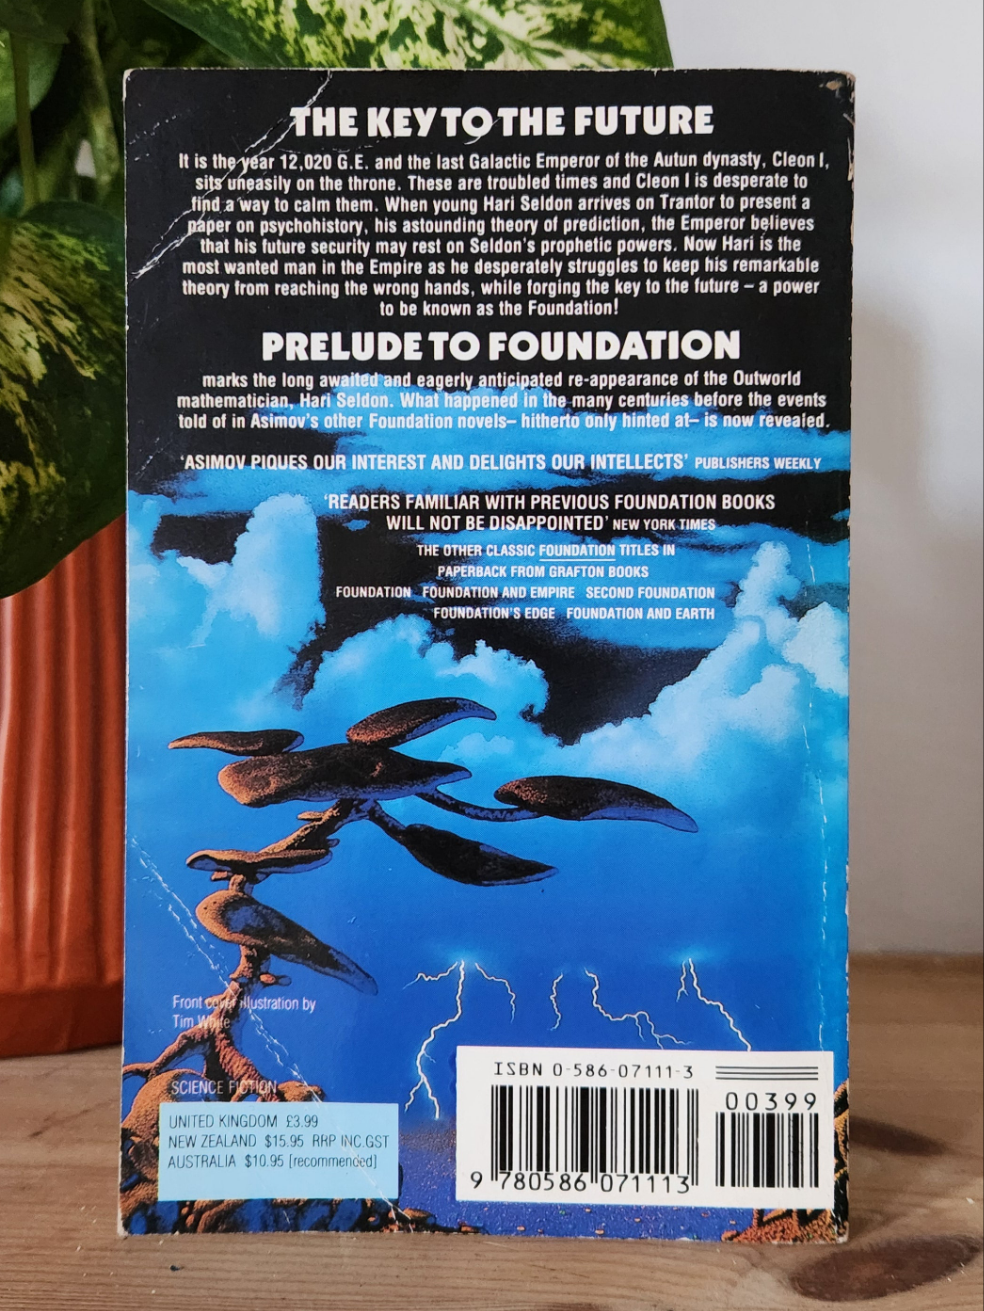 THE KEY TO THE FUTURE
It is the year 12,020 G.E. and the last Galactic Emperor of the Autun dynasty, Cleon I,
sits uneasily on the throne. These are troubled times and Cleon I is desperate to
find a way to calm them. When young Hari Seldon arrives on Trantor to present a
paper on psychohistory, his astounding theory of prediction, the Emperor believes
that his future security may rest on Seldon's prophetic powers. Now Hari is the
most wanted man in the Empire as he desperately struggles to keep his remarkable
theory from reaching the wrong hands, while forging the key to the future – a power
to be known as the Foundation!
PRELUDE TO FOUNDATION
marks the long awaited and eagerly anticipated re-appearance of the Outworld
mathematician, Hari Seldon. What happened in the many centuries before the events
told of in Asimov's other Foundation novels– hitherto only hinted at– is now revealed.
'ASIMOV PIQUES OUR INTEREST AND DELIGHTS OUR INTELLECTS' PUBLISHERS WEEKLY
'READERS FAMILIAR WITH PREVIOUS FOUNDATION BOOKS
WILL NOT BE DISAPPOINTED' NEW YORK TIMES
THE OTHER CLASSIC FOUNDATION TITLES IN
PAPERBACK FROM GRAFTON BOOKS
FOUNDATION FOUNDATION AND EMPIRE SECOND FOUNDATION
FOUNDATION'S EDGE FOUNDATION AND EARTH
Front cover illustration by
Tim White
SCIENCE FICTION
UNITED KINGDOM £3.99
NEW ZEALAND $15.95 RRP INC.GST
AUSTRALIA $10.95 [recommended]
ISBN 0-586-07111-3
00399
9 780586 071113